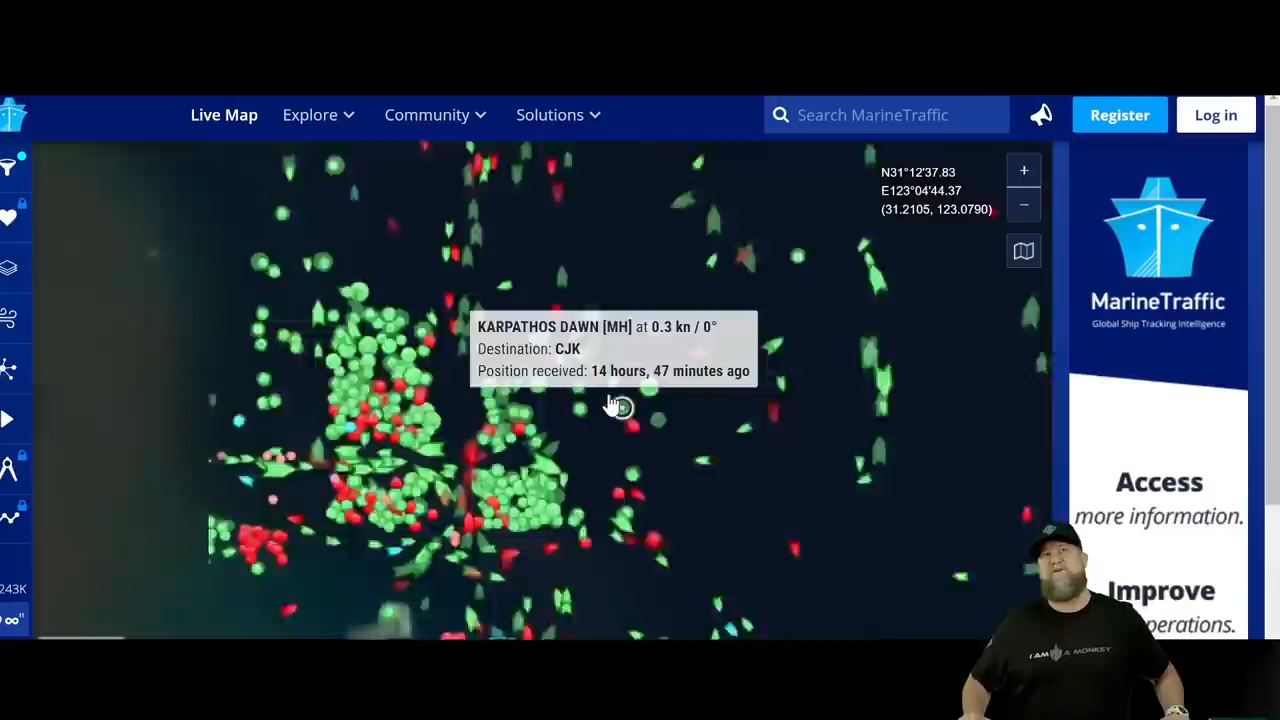 Live Map
Explore
Community
Solutions
Search MarineTraffic
Register
Log in
N31°12'37.83
E123°04'44.37
(31.2105, 123.0790)
+
−
KARPATHOS DAWN [MH] at 0.3 kn / 0°
Destination: CJK
Position received: 14 hours, 47 minutes ago
243K
∞"
MarineTraffic
Global Ship Tracking Intelligence
Access
more information.
Improve
perations.
I AM A MONKEY